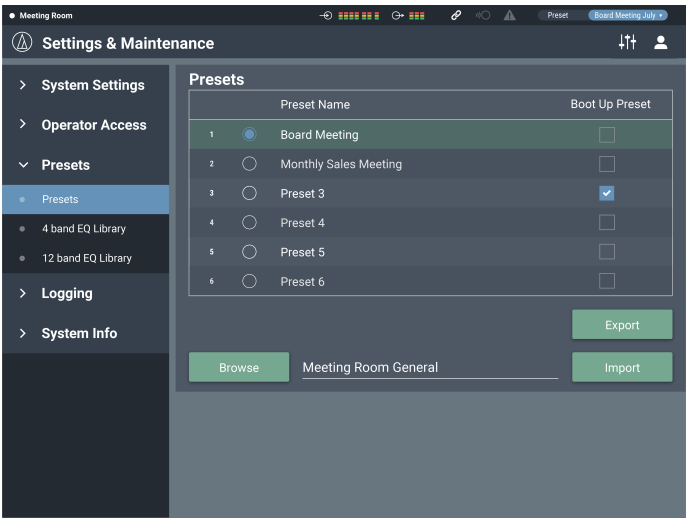 Meeting Room
Preset
Board Meeting July
Settings & Maintenance
System Settings
Operator Access
Presets
Presets
4 band EQ Library
12 band EQ Library
Logging
System Info
Presets
Preset Name Boot Up Preset
1 Board Meeting
2 Monthly Sales Meeting
3 Preset 3
4 Preset 4
5 Preset 5
6 Preset 6
Export
Browse Meeting Room General Import